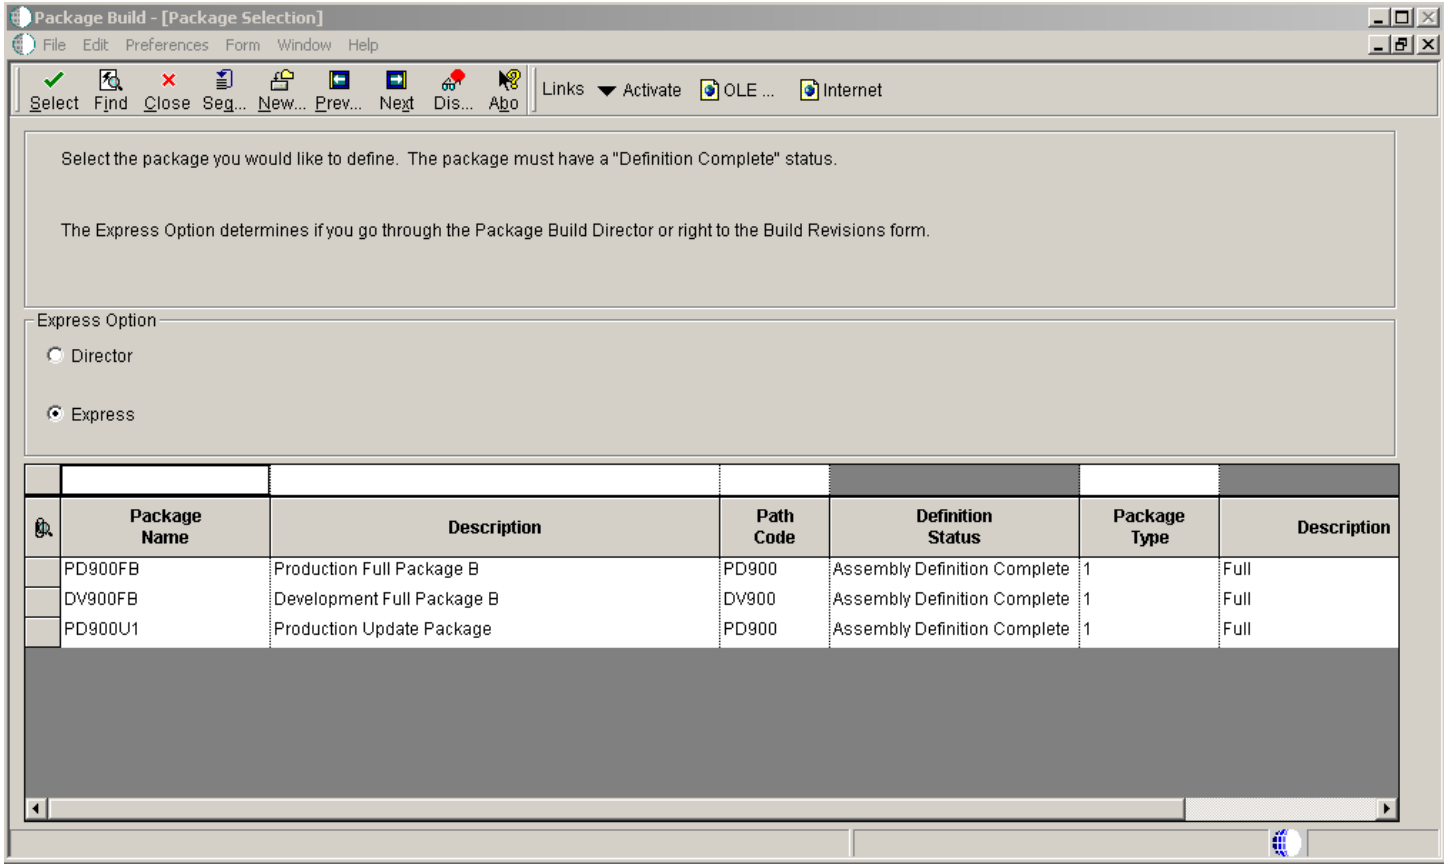 Package Build - [Package Selection]
File Edit Preferences Form Window Help
Select Find Close Seq... New... Prev... Next Dis... Abo Links Activate OLE ... Internet
Select the package you would like to define. The package must have a "Definition Complete" status.
The Express Option determines if you go through the Package Build Director or right to the Build Revisions form.
Express Option
Director
Express
Package Name Description Path Code Definition Status Package Type Description
PD900FB Production Full Package B PD900 Assembly Definition Complete 1 Full
DV900FB Development Full Package B DV900 Assembly Definition Complete 1 Full
PD900U1 Production Update Package PD900 Assembly Definition Complete 1 Full